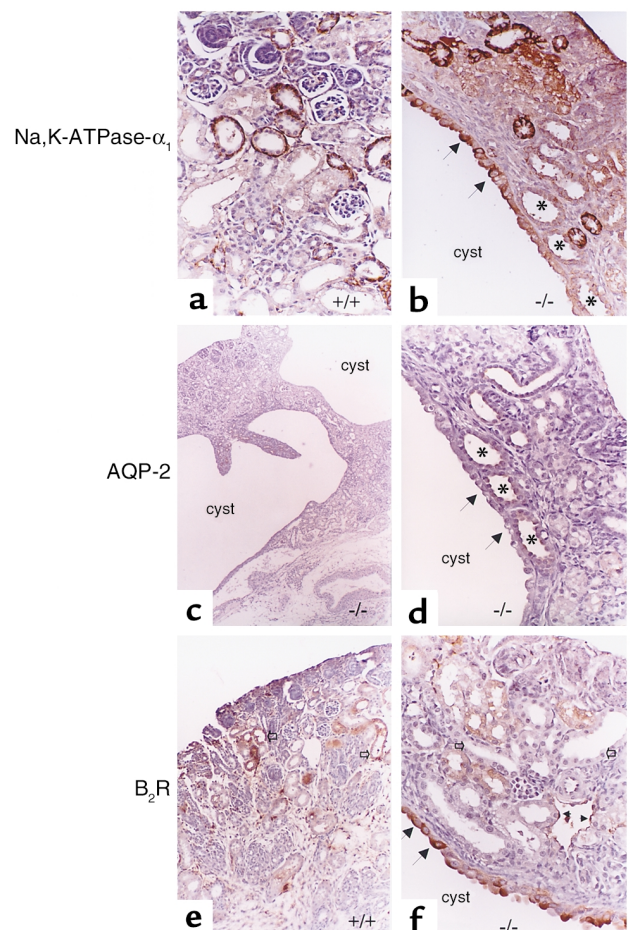 Na,K-ATPase-α₁
a
+/+
cyst
* * *
b
-/-
AQP-2
cyst
cyst
c
-/-
* * *
cyst
d
-/-
B₂R
e
+/+
cyst
f
-/-